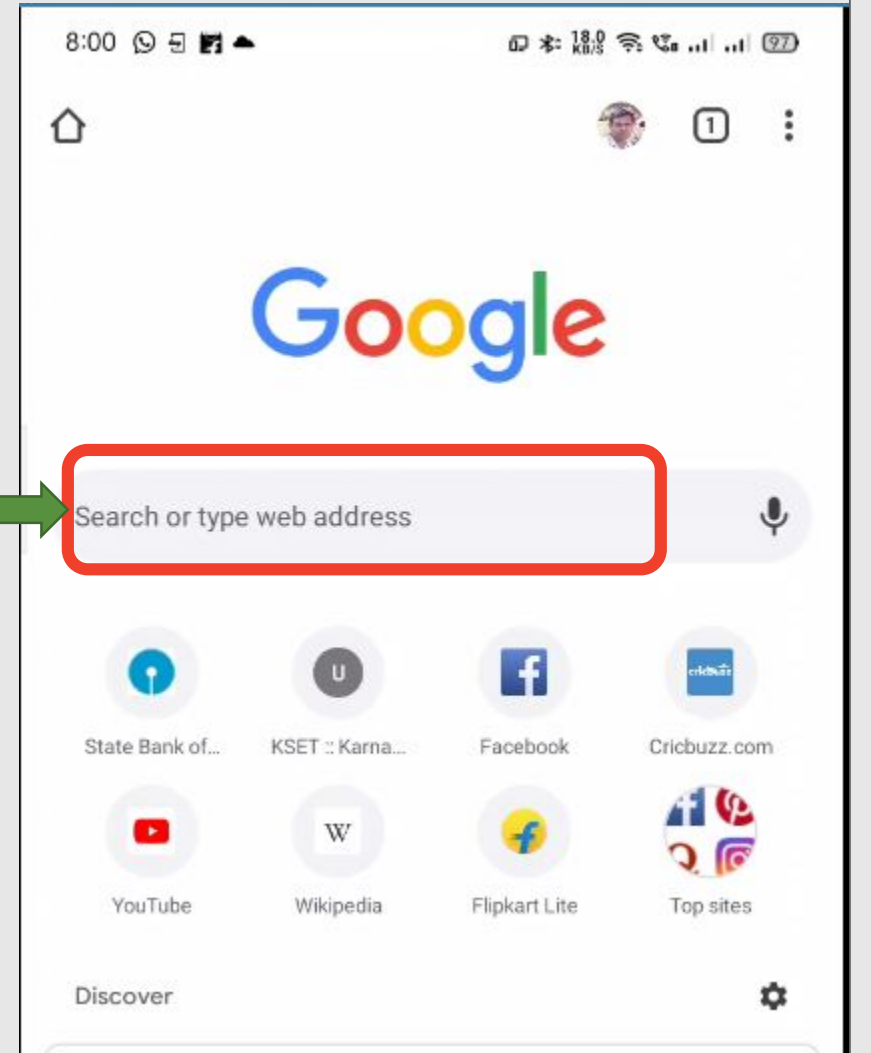 8:00 18.0 KB/S 97
1
Google
Search or type web address
U crickbuzz
State Bank of... KSET :: Karna... Facebook Cricbuzz.com
W
YouTube Wikipedia Flipkart Lite Top sites
Discover